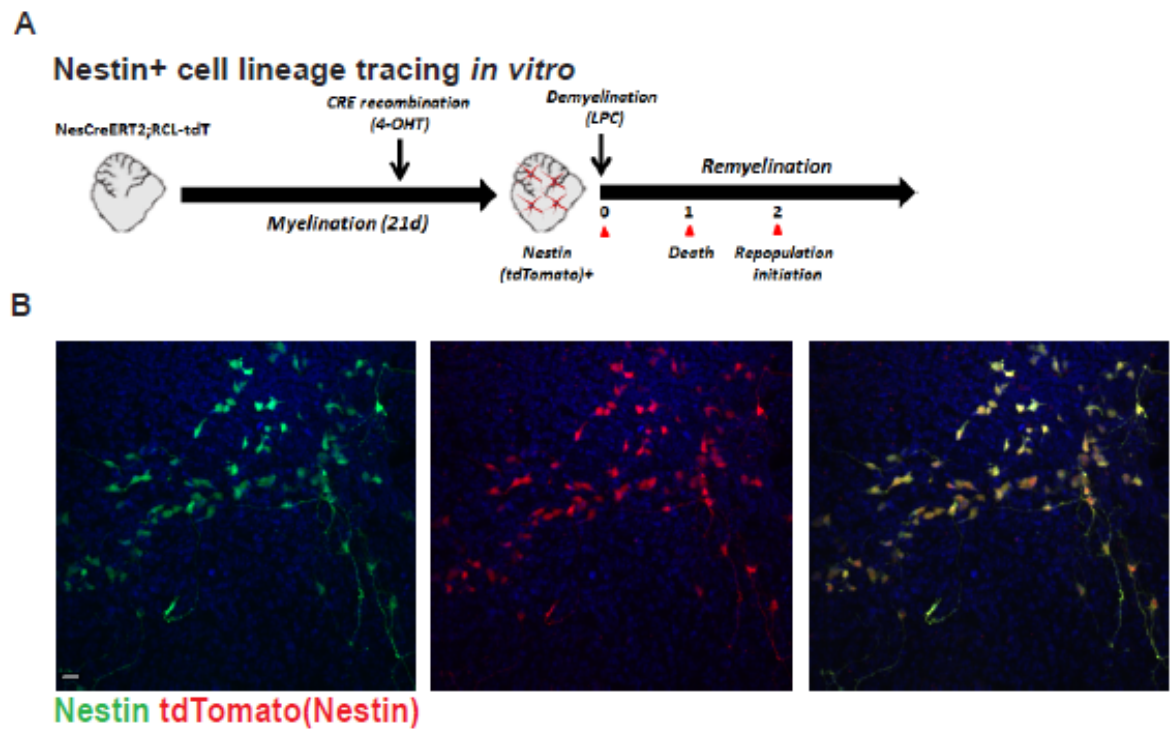 A
Nestin+ cell lineage tracing in vitro
CRE recombination
(4-OHT)
Demyelination
(LPC)
NesCreERT2;RCL-tdT
Remyelination
Myelination (21d)
0
1
2
Nestin
(tdTomato)+
Death
Repopulation
initiation
B
Nestin tdTomato(Nestin)